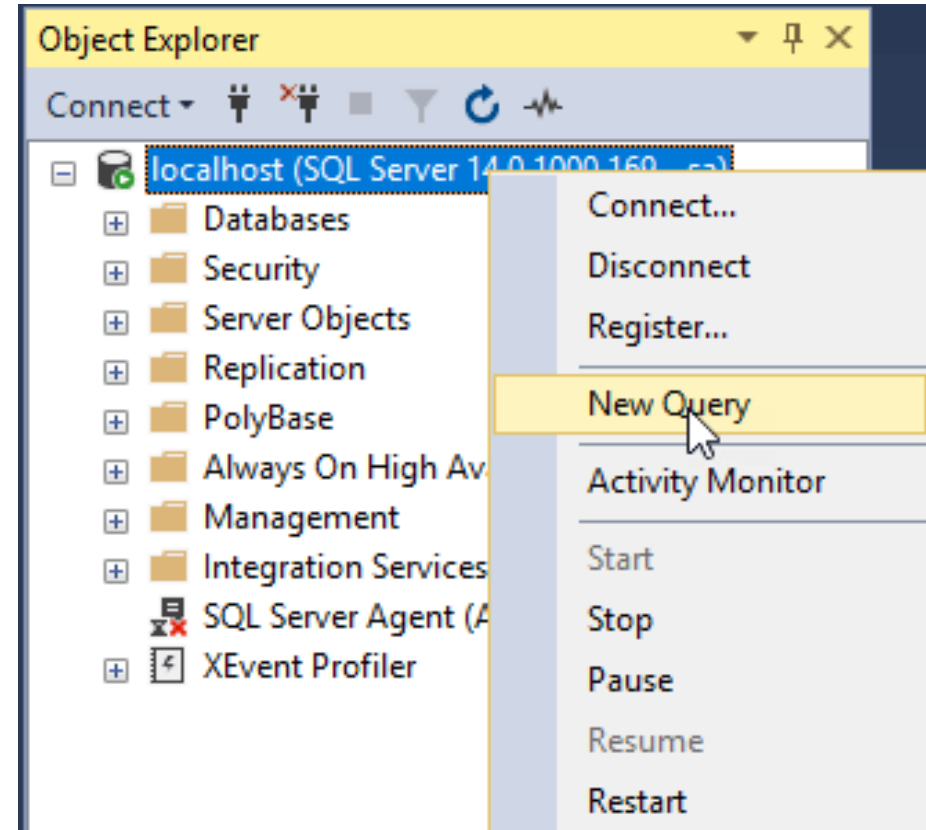 Object Explorer
Connect
localhost (SQL Server 14.0.1000.169 - sa)
Databases
Security
Server Objects
Replication
PolyBase
Always On High Av
Management
Integration Services
SQL Server Agent (A
XEvent Profiler
Connect...
Disconnect
Register...
New Query
Activity Monitor
Start
Stop
Pause
Resume
Restart